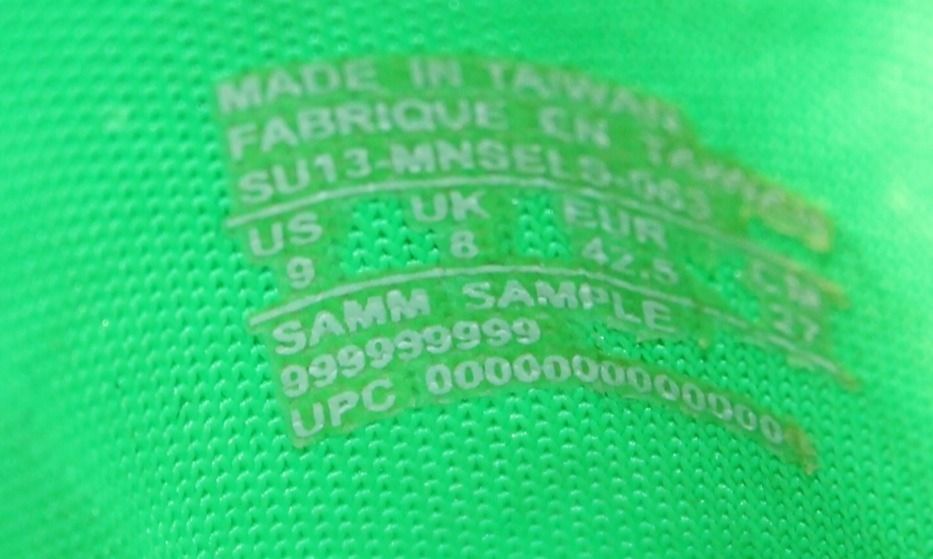 MADE IN TAIWAN
FABRIQUE EN
SU13-MNSELS-063
US UK EUR CM
9 8 42.5 27
SAMM SAMPLE
999999999
UPC